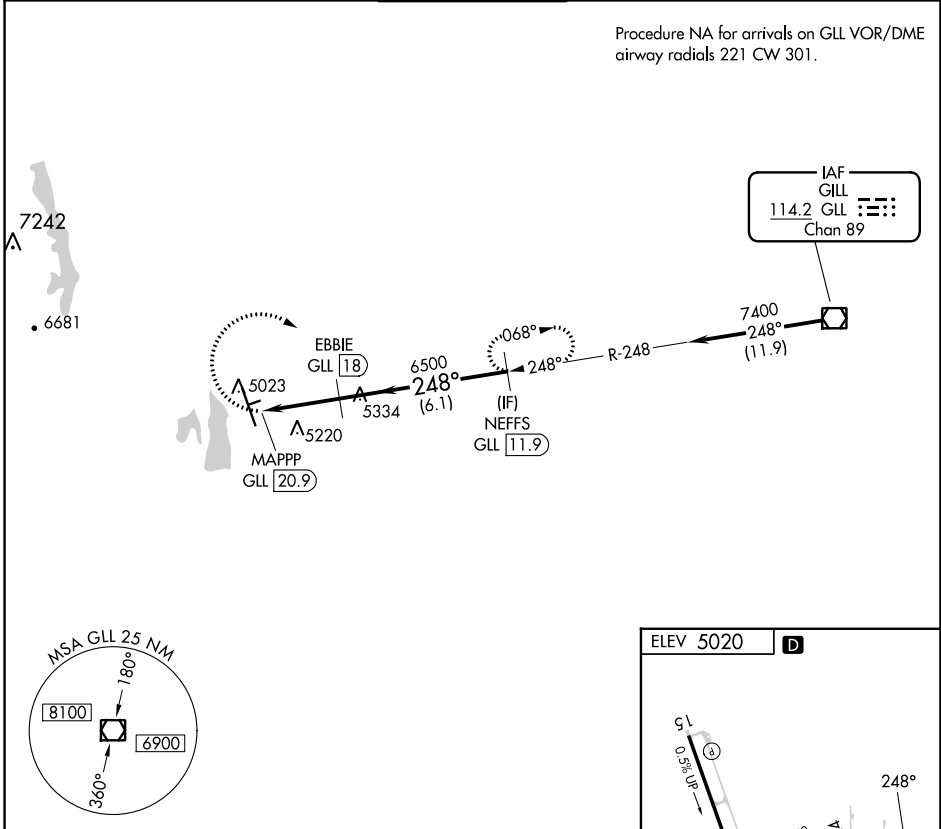 Procedure NA for arrivals on GLL VOR/DME
airway radials 221 CW 301.
IAF
GILL
114.2 GLL
Chan 89
7242
6681
7400
248°
(11.9)
R-248
068°
248°
EBBIE
GLL 18
6500
248°
(6.1)
5023
5334
5220
(IF)
NEFFS
GLL 11.9
MAPPP
GLL 20.9
MSA GLL 25 NM
180°
8100
6900
360°
ELEV 5020 D
15
P
0.5% UP
248°
A